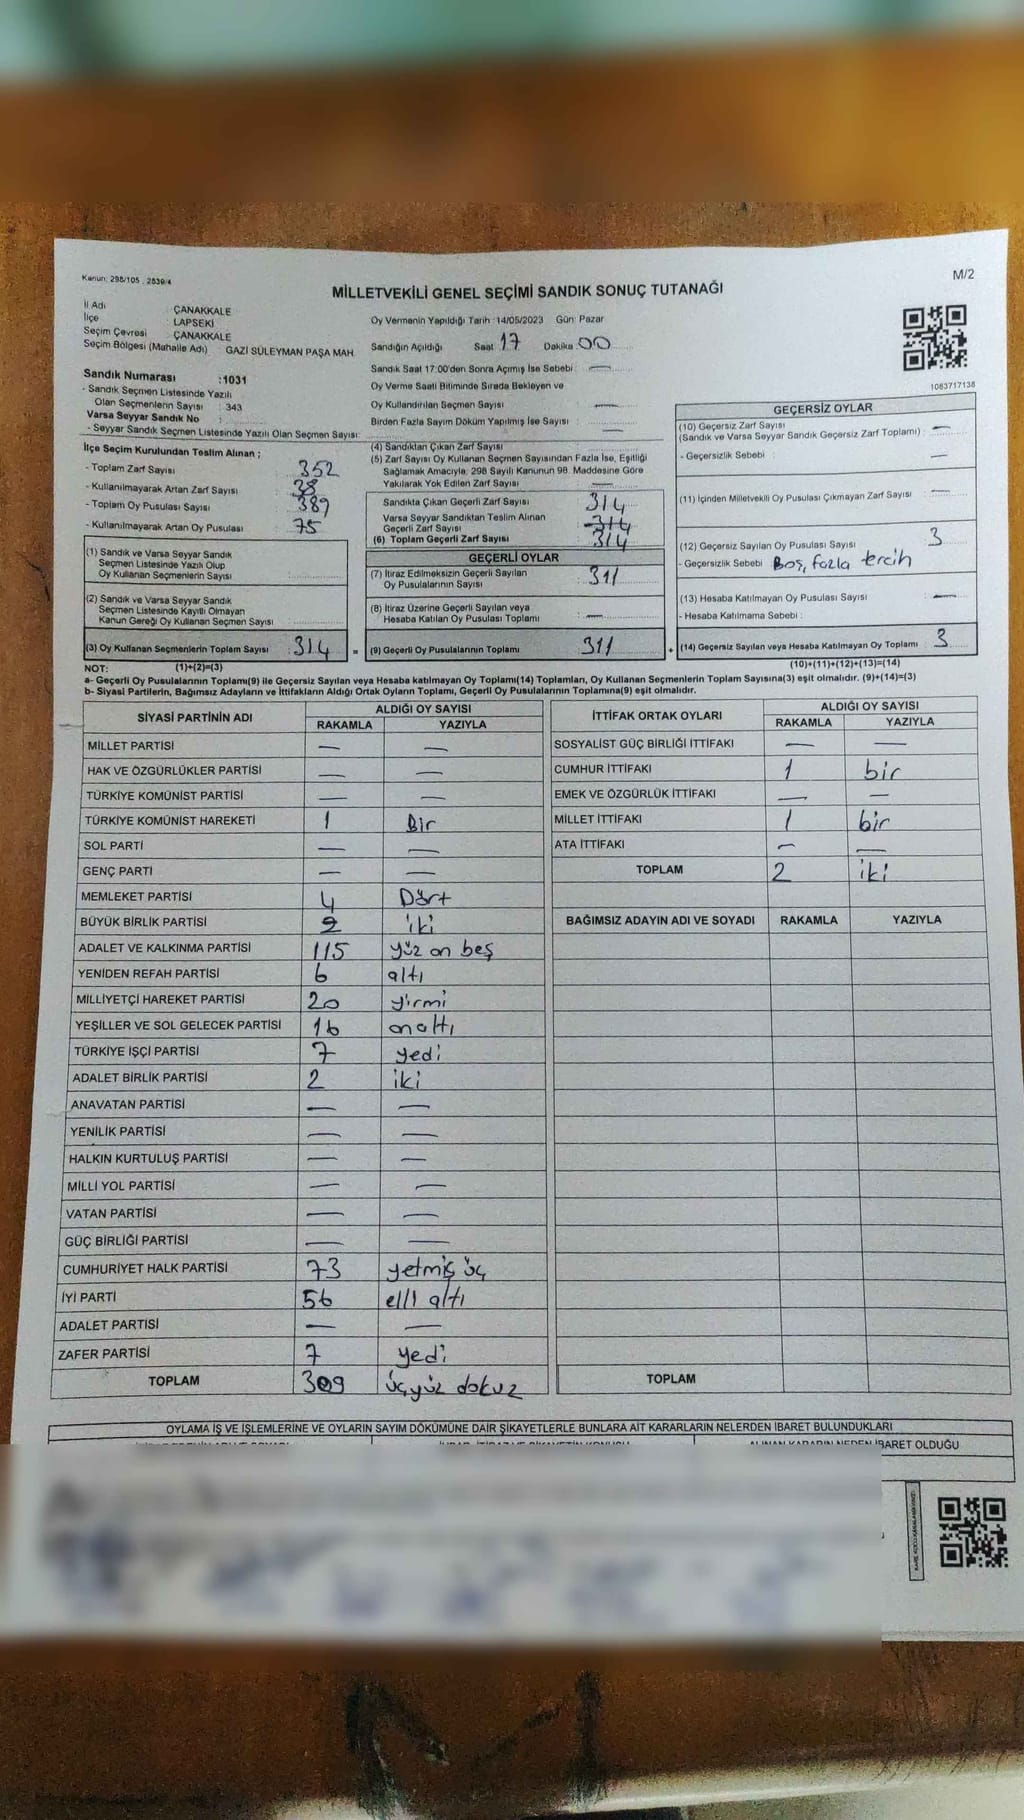 Kanun: 298/105 , 2839/4
M/2
MİLLETVEKİLİ GENEL SEÇİMİ SANDIK SONUÇ TUTANAĞI
İl Adı : ÇANAKKALE
İlçe : LAPSEKİ
Seçim Çevresi : ÇANAKKALE
Seçim Bölgesi (Mahalle Adı) : GAZİ SÜLEYMAN PAŞA MAH
Sandık Numarası :1031
- Sandık Seçmen Listesinde Yazılı
Olan Seçmenlerin Sayısı : 343
Varsa Seyyar Sandık No :
- Seyyar Sandık Seçmen Listesinde Yazılı Olan Seçmen Sayısı:
İlçe Seçim Kurulundan Teslim Alınan ;
- Toplam Zarf Sayısı : 352
- Kullanılmayarak Artan Zarf Sayısı : 38
- Toplam Oy Pusulası Sayısı : 389
- Kullanılmayarak Artan Oy Pusulası : 75
(1) Sandık ve Varsa Seyyar Sandık
Seçmen Listesinde Yazılı Olup
Oy Kullanan Seçmenlerin Sayısı :
(2) Sandık ve Varsa Seyyar Sandık
Seçmen Listesinde Kayıtlı Olmayan
Kanun Gereği Oy Kullanan Seçmen Sayısı :
(3) Oy Kullanan Seçmenlerin Toplam Sayısı : 314
Oy Vermenin Yapıldığı Tarih :14/05/2023 Gün: Pazar
Sandığın Açıldığı Saat 17 Dakika 00
Sandık Saat 17:00'den Sonra Açımış İse Sebebi : —
Oy Verme Saati Bitiminde Sırada Bekleyen ve
Oy Kullandırılan Seçmen Sayısı : —
Birden Fazla Sayım Döküm Yapılmış İse Sayısı : —
(4) Sandıktan Çıkan Zarf Sayısı :
(5) Zarf Sayısı Oy Kullanan Seçmen Sayısından Fazla İse, Eşitliği
Sağlamak Amacıyla; 298 Sayılı Kanunun 98. Maddesine Göre
Yakılarak Yok Edilen Zarf Sayısı : —
Sandıkta Çıkan Geçerli Zarf Sayısı : 314
Varsa Seyyar Sandıktan Teslim Alınan
Geçerli Zarf Sayısı : 314
(6) Toplam Geçerli Zarf Sayısı : 314
GEÇERLİ OYLAR
(7) İtiraz Edilmeksizin Geçerli Sayılan
Oy Pusulalarının Sayısı : 311
(8) İtiraz Üzerine Geçerli Sayılan veya
Hesaba Katılan Oy Pusulası Toplamı : —
= (9) Geçerli Oy Pusulalarının Toplamı : 311
1083717138
GEÇERSİZ OYLAR
(10) Geçersiz Zarf Sayısı : —
(Sandık ve Varsa Seyyar Sandık Geçersiz Zarf Toplamı)
- Geçersizlik Sebebi : —
(11) İçinden Milletvekili Oy Pusulası Çıkmayan Zarf Sayısı : —
(12) Geçersiz Sayılan Oy Pusulası Sayısı : 3
- Geçersizlik Sebebi Boş, fazla tercih
(13) Hesaba Katılmayan Oy Pusulası Sayısı : —
- Hesaba Katılmama Sebebi :
+ (14) Geçersiz Sayılan veya Hesaba Katılmayan Oy Toplamı : 3
NOT: (1)+(2)=(3) (10)+(11)+(12)+(13)=(14)
a- Geçerli Oy Pusulalarının Toplamı(9) ile Geçersiz Sayılan veya Hesaba katılmayan Oy Toplamı(14) Toplamları, Oy Kullanan Seçmenlerin Toplam Sayısına(3) eşit olmalıdır. (9)+(14)=(3)
b- Siyasi Partilerin, Bağımsız Adayların ve İttifakların Aldığı Ortak Oyların Toplamı, Geçerli Oy Pusulalarının Toplamına(9) eşit olmalıdır.
SİYASİ PARTİNİN ADI ALDIĞI OY SAYISI
RAKAMLA YAZIYLA
MİLLET PARTİSİ — —
HAK VE ÖZGÜRLÜKLER PARTİSİ — —
TÜRKİYE KOMÜNİST PARTİSİ — —
TÜRKİYE KOMÜNİST HAREKETİ 1 Bir
SOL PARTİ — —
GENÇ PARTİ — —
MEMLEKET PARTİSİ 4 Dört
BÜYÜK BİRLİK PARTİSİ 2 iki
ADALET VE KALKINMA PARTİSİ 115 yüz on beş
YENİDEN REFAH PARTİSİ 6 altı
MİLLİYETÇİ HAREKET PARTİSİ 20 yirmi
YEŞİLLER VE SOL GELECEK PARTİSİ 16 onaltı
TÜRKİYE İŞÇİ PARTİSİ 7 yedi
ADALET BİRLİK PARTİSİ 2 iki
ANAVATAN PARTİSİ — —
YENİLİK PARTİSİ — —
HALKIN KURTULUŞ PARTİSİ — —
MİLLİ YOL PARTİSİ — —
VATAN PARTİSİ — —
GÜÇ BİRLİĞİ PARTİSİ — —
CUMHURİYET HALK PARTİSİ 73 yetmiş üç
İYİ PARTİ 56 elli altı
ADALET PARTİSİ — —
ZAFER PARTİSİ 7 yedi
TOPLAM 309 üçyüz dokuz
İTTİFAK ORTAK OYLARI ALDIĞI OY SAYISI
RAKAMLA YAZIYLA
SOSYALİST GÜÇ BİRLİĞİ İTTİFAKI — —
CUMHUR İTTİFAKI 1 bir
EMEK VE ÖZGÜRLÜK İTTİFAKI — —
MİLLET İTTİFAKI 1 bir
ATA İTTİFAKI — —
TOPLAM 2 iki
BAĞIMSIZ ADAYIN ADI VE SOYADI RAKAMLA YAZIYLA
TOPLAM
OYLAMA İŞ VE İŞLEMLERİNE VE OYLARIN SAYIM DÖKÜMÜNE DAİR ŞİKAYETLERLE BUNLARA AİT KARARLARIN NELERDEN İBARET BULUNDUKLARI
ALINAN KARARIN NEDEN İBARET OLDUĞU